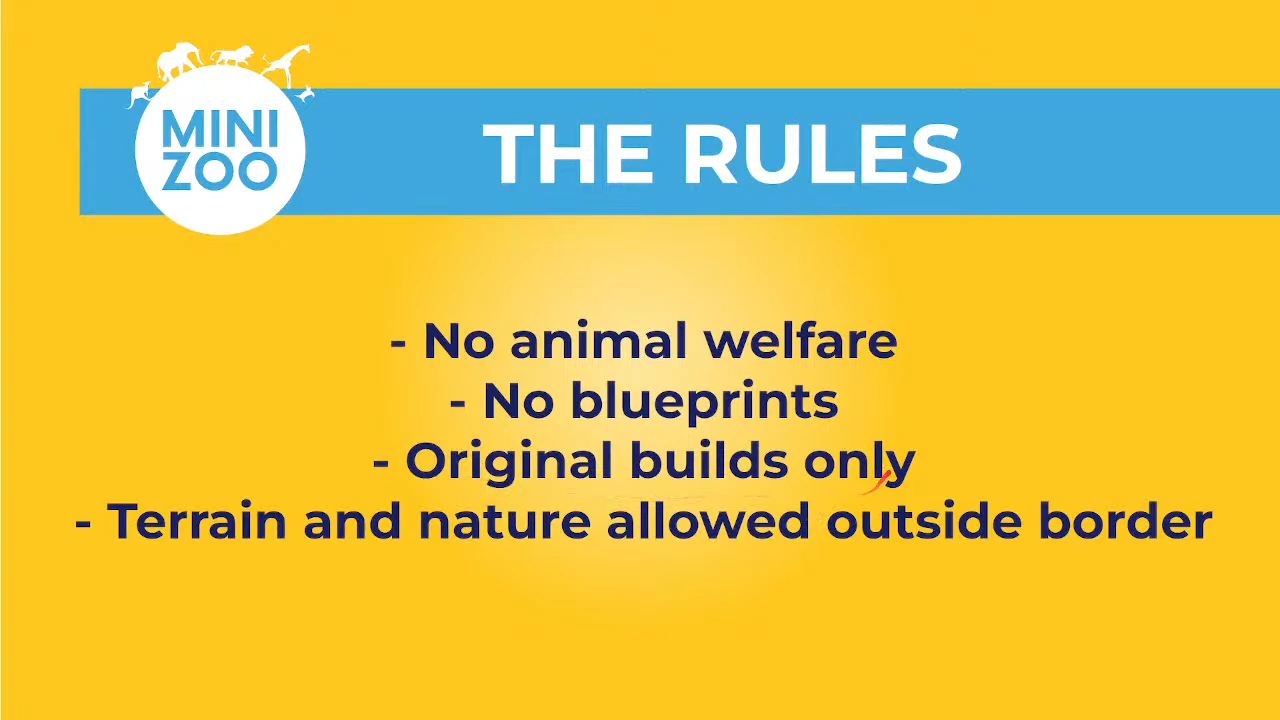 MINI
ZOO
THE RULES
- No animal welfare
- No blueprints
- Original builds only
- Terrain and nature allowed outside border